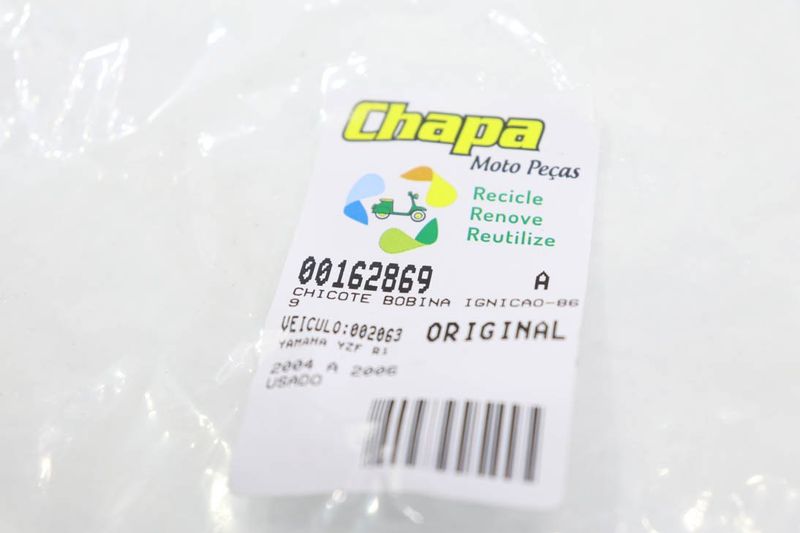 Chapa
Moto Peças
Recicle
Renove
Reutilize
00162869 A
CHICOTE BOBINA IGNICAO-86
9
VEICULO:002063 ORIGINAL
YAMAHA YZF R1
2004 A 2006
USADO